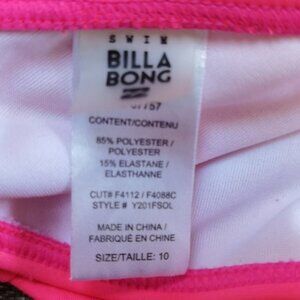 SWIM
BILLA
BONG
CONTENT/CONTENU
85% POLYESTER /
POLYESTER
15% ELASTANE /
ELASTHANNE
CUT# F4112 / F4088C
STYLE # Y201FSOL
MADE IN CHINA /
FABRIQUÉ EN CHINE
SIZE/TAILLE: 10